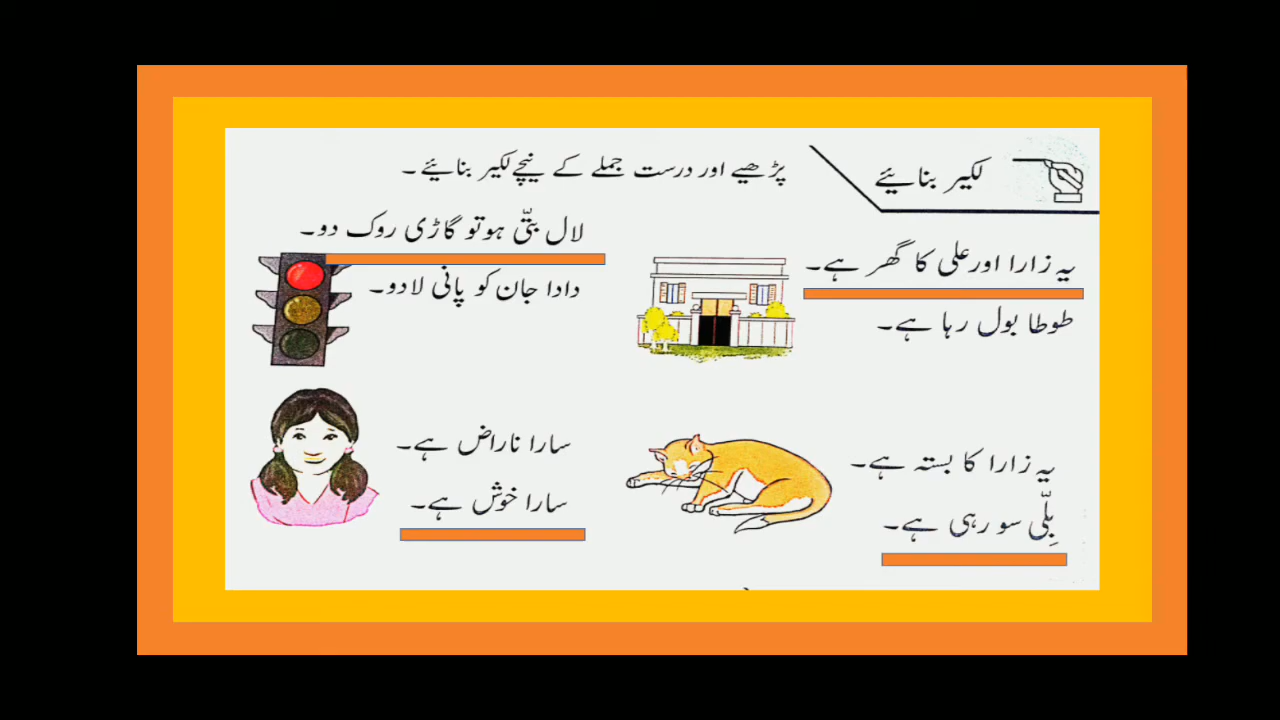 لکیر بنائیے
پڑھیے اور درست جملے کے نیچے لکیر بنائیے۔
یہ زارا اور علی کا گھر ہے۔
طوطا بول رہا ہے۔
لال بتّی ہو تو گاڑی روک دو۔
دادا جان کو پانی لا دو۔
یہ زارا کا بستہ ہے۔
بِلّی سو رہی ہے۔
سارا ناراض ہے۔
سارا خوش ہے۔